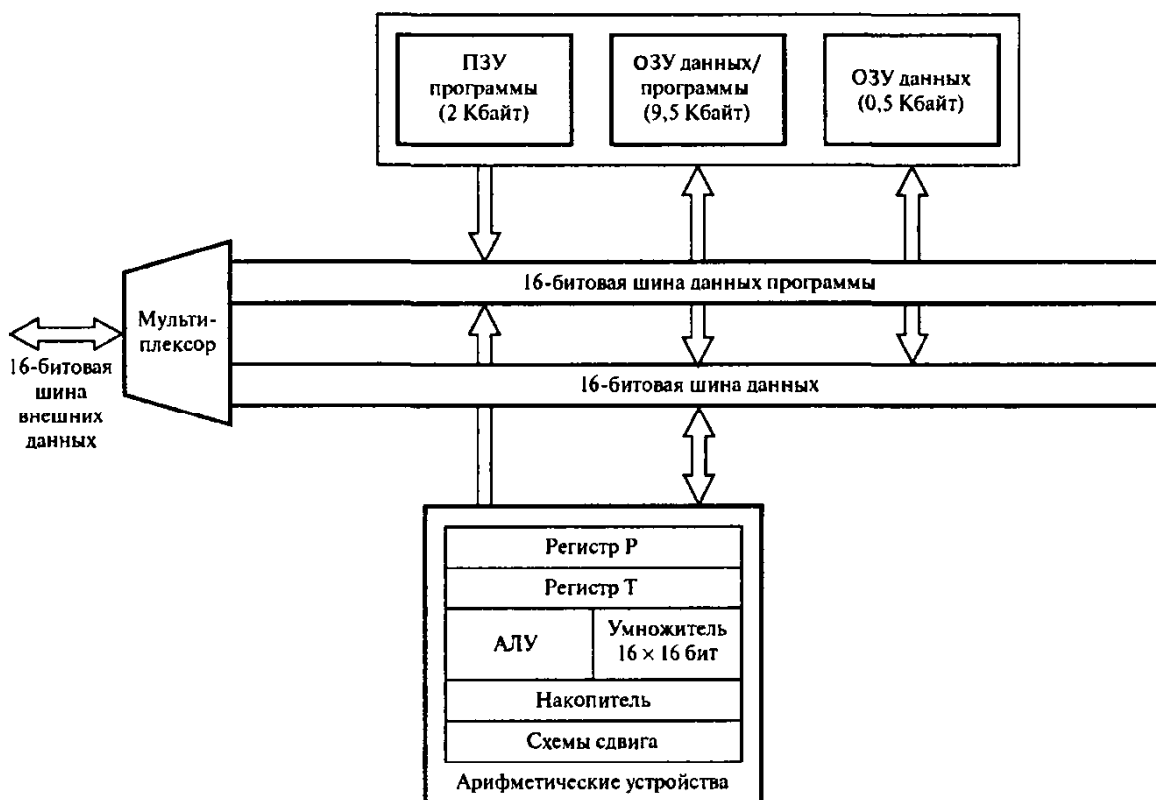 ПЗУ
программы
(2 Кбайт)
ОЗУ данных/
программы
(9,5 Кбайт)
ОЗУ данных
(0,5 Кбайт)
16-битовая шина данных программы
Мульти-
плексор
16-битовая
шина
внешних
данных
16-битовая шина данных
Регистр P
Регистр T
АЛУ
Умножитель
16 × 16 бит
Накопитель
Схемы сдвига
Арифметические устройства